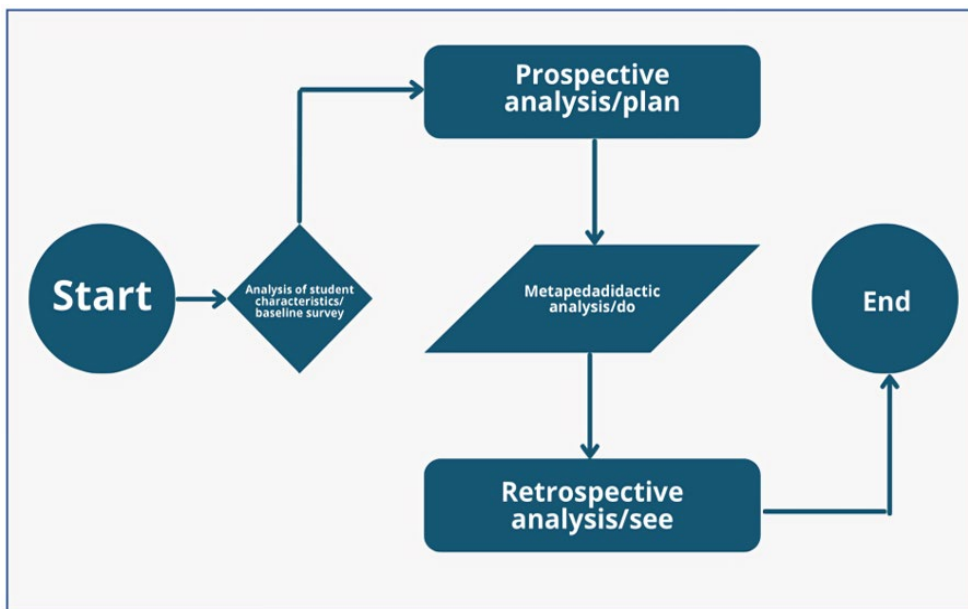 Start
Analysis of student
characteristics/
baseline survey
Prospective
analysis/plan
Metapedadidactic
analysis/do
Retrospective
analysis/see
End